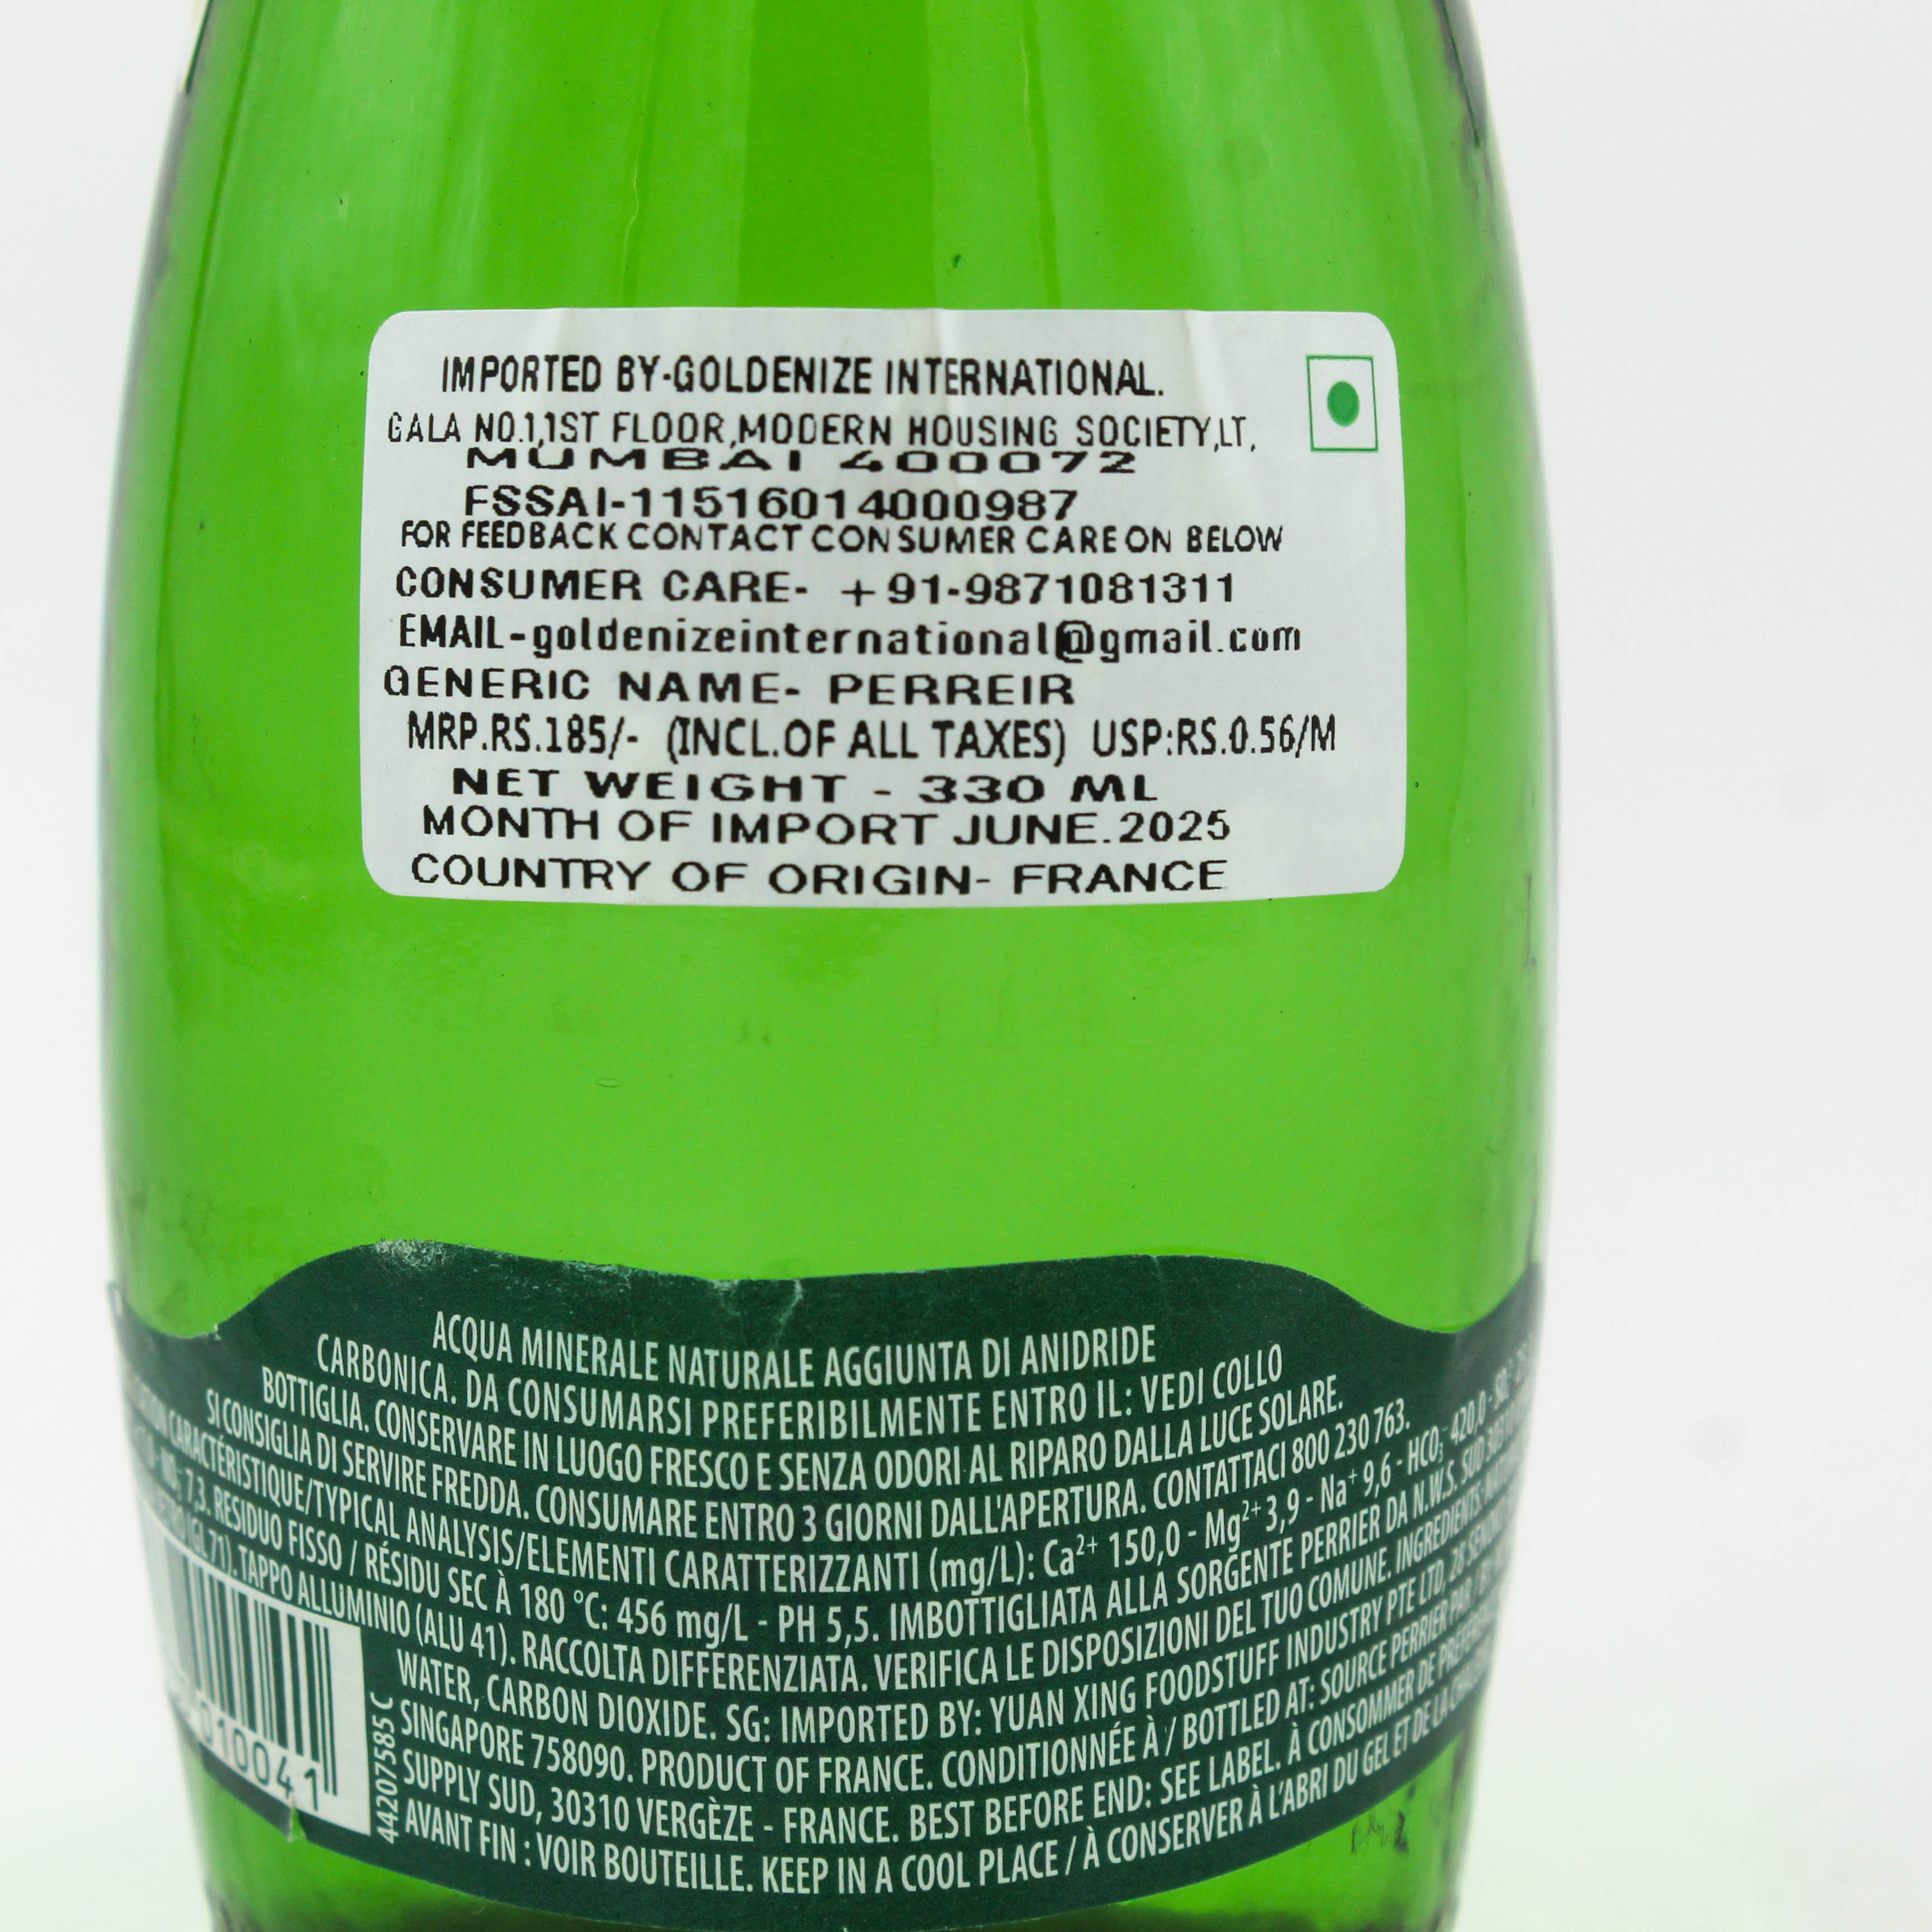 IMPORTED BY-GOLDENIZE INTERNATIONAL.
GALA NO.1,1ST FLOOR,MODERN HOUSING SOCIETY,LT,
MUMBAI 400072
FSSAI-11516014000987
FOR FEEDBACK CONTACT CONSUMER CARE ON BELOW
CONSUMER CARE- +91-9871081311
EMAIL-goldenizeinternational@gmail.com
GENERIC NAME- PERREIR
MRP.RS.185/- (INCL.OF ALL TAXES) USP:RS.0.56/M
NET WEIGHT - 330 ML
MONTH OF IMPORT JUNE.2025
COUNTRY OF ORIGIN- FRANCE
ACQUA MINERALE NATURALE AGGIUNTA DI ANIDRIDE
CARBONICA. DA CONSUMARSI PREFERIBILMENTE ENTRO IL: VEDI COLLO
BOTTIGLIA. CONSERVARE IN LUOGO FRESCO E SENZA ODORI AL RIPARO DALLA LUCE SOLARE.
SI CONSIGLIA DI SERVIRE FREDDA. CONSUMARE ENTRO 3 GIORNI DALL'APERTURA. CONTATTACI 800 230 763.
CARACTÉRISTIQUE/TYPICAL ANALYSIS/ELEMENTI CARATTERIZZANTI (mg/L): Ca²⁺ 150,0 - Mg²⁺ 3,9 - Na⁺ 9,6 - HCO₃⁻ 420,0 -
7,3. RESIDUO FISSO / RÉSIDU SEC À 180 °C: 456 mg/L - PH 5,5. IMBOTTIGLIATA ALLA SORGENTE PERRIER DA N.W.S. SUD
(GL 71). TAPPO ALLUMINIO (ALU 41). RACCOLTA DIFFERENZIATA. VERIFICA LE DISPOSIZIONI DEL TUO COMUNE. INGREDIENTS:
WATER, CARBON DIOXIDE. SG: IMPORTED BY: YUAN XING FOODSTUFF INDUSTRY PTE LTD, 28
SINGAPORE 758090. PRODUCT OF FRANCE. CONDITIONNÉE À / BOTTLED AT: SOURCE PERRIER PAR
SUPPLY SUD, 30310 VERGÈZE - FRANCE. BEST BEFORE END: SEE LABEL. À CONSOMMER DE
AVANT FIN : VOIR BOUTEILLE. KEEP IN A COOL PLACE / À CONSERVER À L'ABRI DU GEL ET DE LA
44207585 C